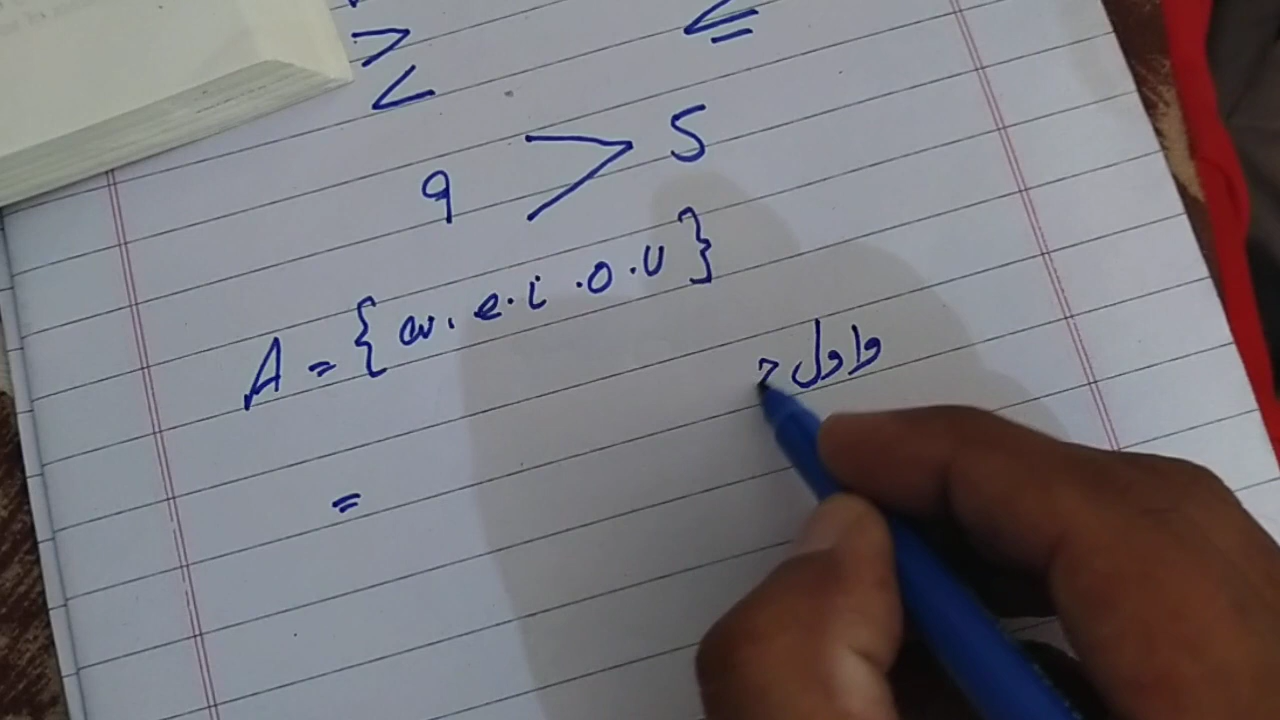 > ≤
<
9 > 5
A = {a. e. i. o. u}
واول
=